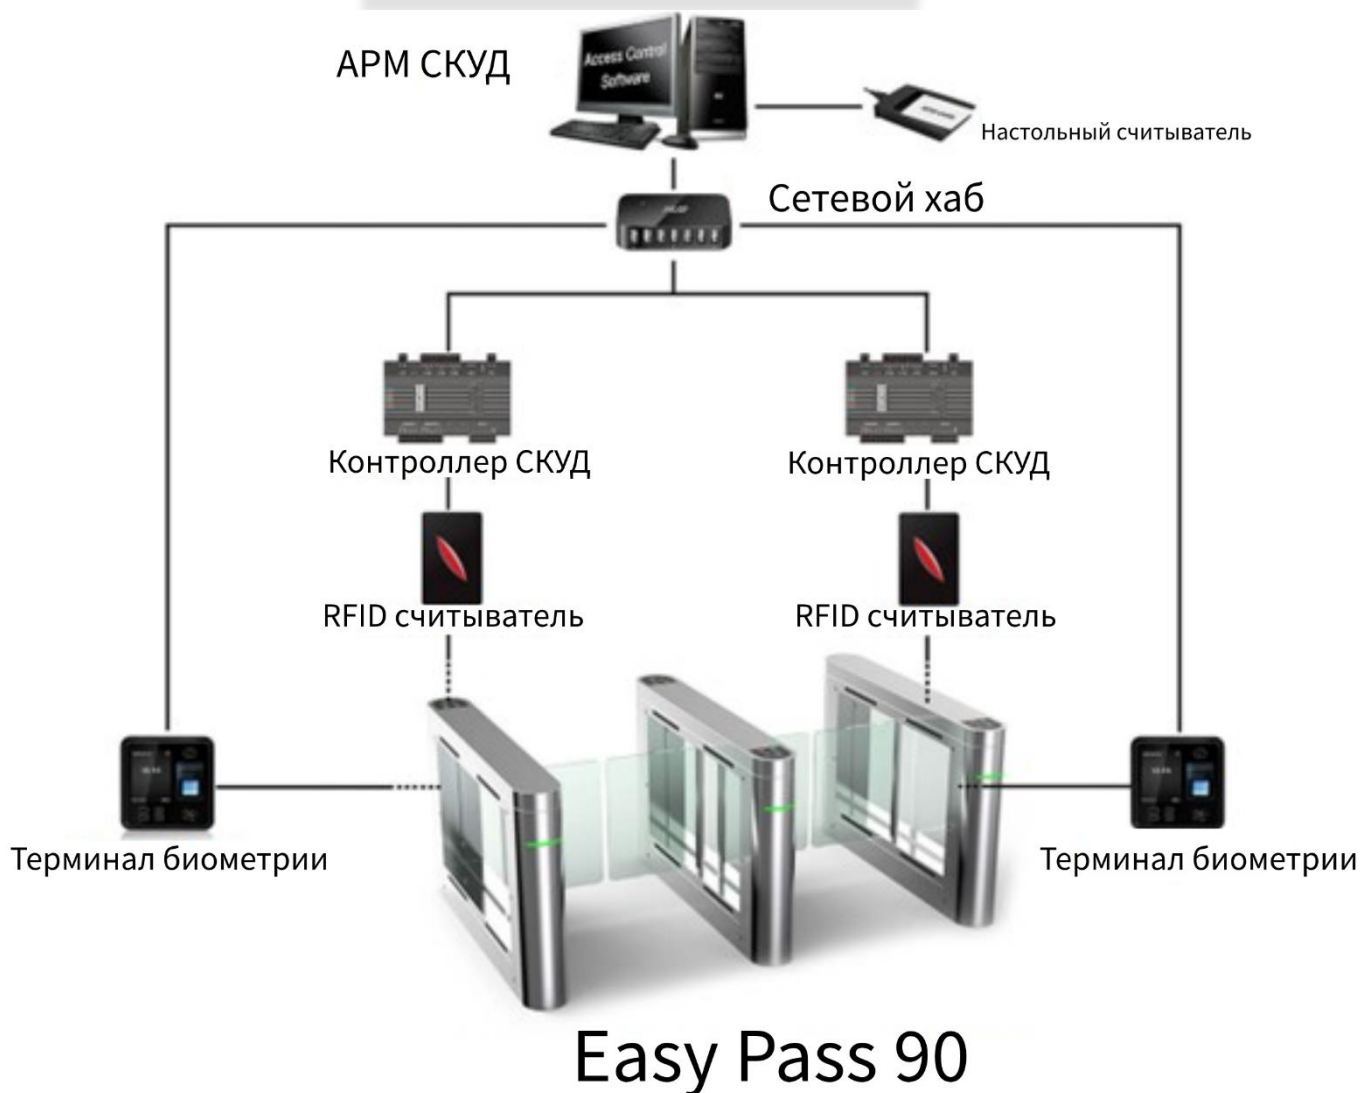 АРМ СКУД
Access Control
Software
Настольный считыватель
Сетевой хаб
Контроллер СКУД
Контроллер СКУД
RFID считыватель
RFID считыватель
Терминал биометрии
Терминал биометрии
Easy Pass 90